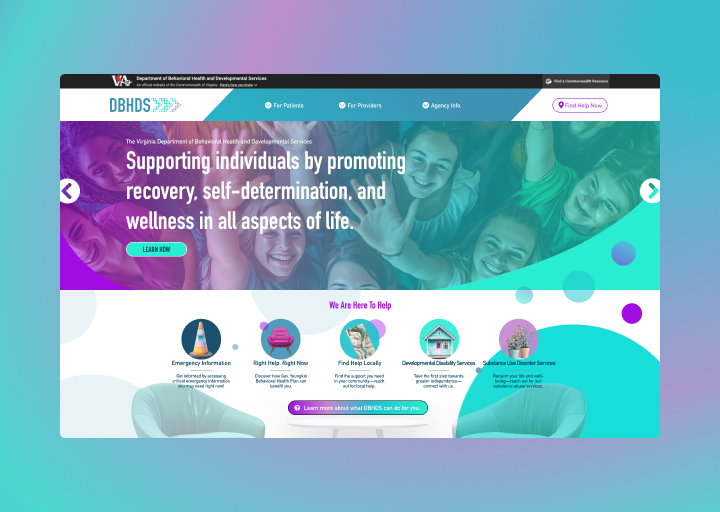 Department of Behavioral Health and Developmental Services
An official website of the Commonwealth of Virginia Here's how you know
Find a Commonwealth Resource
DBHDS
For Patients
For Providers
Agency Info.
Find Help Now
The Virginia Department of Behavioral Health and Developmental Services
Supporting individuals by promoting
recovery, self-determination, and
wellness in all aspects of life.
LEARN HOW
We Are Here To Help
Emergency Information
Get informed by accessing
critical emergency information
you may need right now!
Right Help. Right Now
Discover how Gov. Youngkin
Behavioral Health Plan can
benefit you.
Find Help Locally
Find the support you need
in your community—reach
out for local help.
Developmental Disability Services
Take the first step towards
greater independence—
connect with us.
Substance Use Disorder Services
Reclaim your life and well-
being—reach out for our
substance abuse services.
Learn more about what DBHDS can do for you.